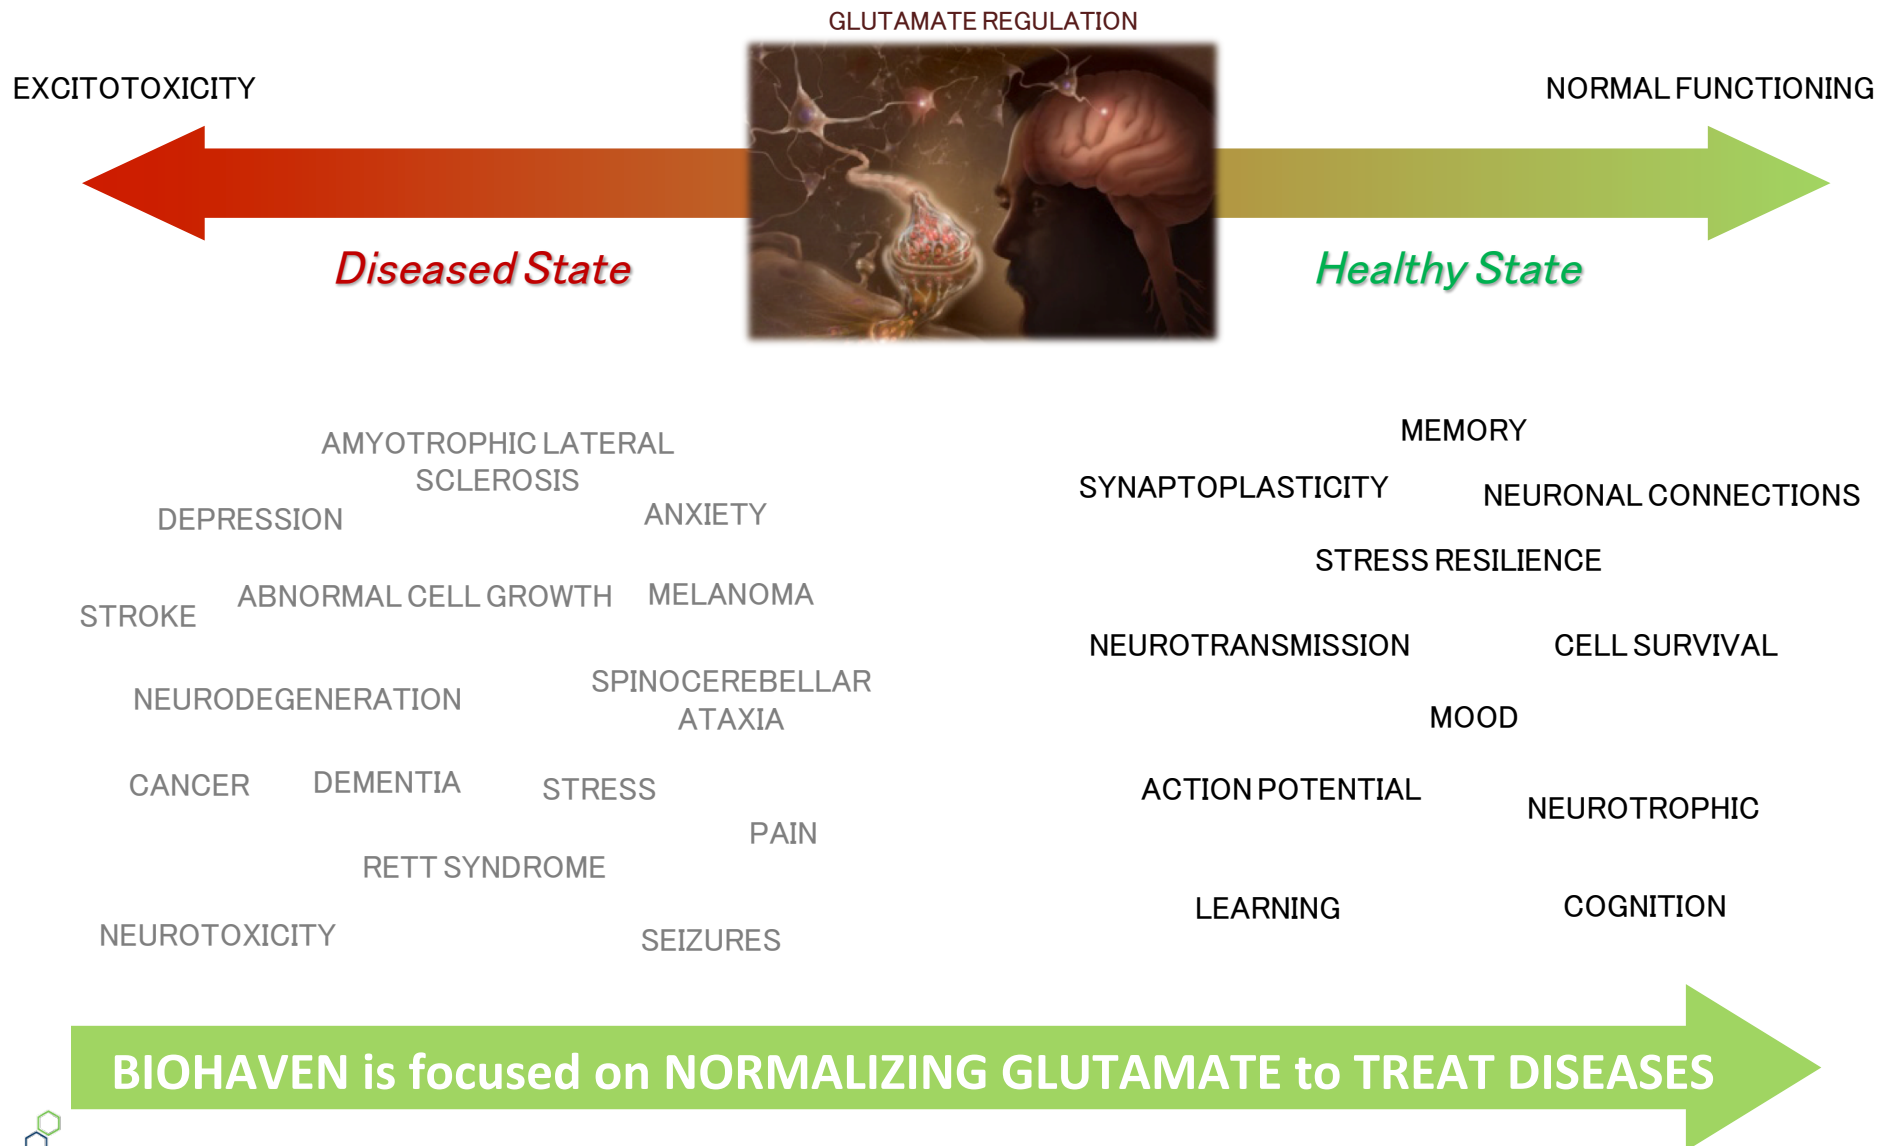 GLUTAMATE REGULATION
EXCITOTOXICITY
NORMAL FUNCTIONING
Diseased State
Healthy State
AMYOTROPHIC LATERAL
SCLEROSIS
DEPRESSION
ANXIETY
ABNORMAL CELL GROWTH
MELANOMA
STROKE
NEURODEGENERATION
SPINOCEREBELLAR
ATAXIA
CANCER
DEMENTIA
STRESS
PAIN
RETT SYNDROME
NEUROTOXICITY
SEIZURES
MEMORY
SYNAPTOPLASTICITY
NEURONAL CONNECTIONS
STRESS RESILIENCE
NEUROTRANSMISSION
CELL SURVIVAL
MOOD
ACTION POTENTIAL
NEUROTROPHIC
LEARNING
COGNITION
BIOHAVEN is focused on NORMALIZING GLUTAMATE to TREAT DISEASES